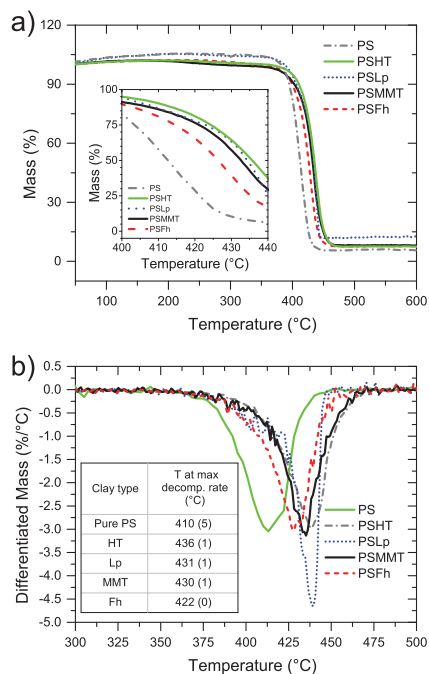 a)
120
90
60
30
0
Mass (%)
100
200
300
400
500
600
Temperature (°C)
PS
PSHT
PSLp
PSMMT
PSFh
100
75
50
25
0
Mass (%)
400
410
420
430
440
Temperature (°C)
PS
PSHT
PSLp
PSMMT
PSFh
b)
0.5
0.0
-0.5
-1.0
-1.5
-2.0
-2.5
-3.0
-3.5
-4.0
-4.5
-5.0
Differentiated Mass (%/°C)
300
325
350
375
400
425
450
475
500
Temperature (°C)
Clay type
T at max
decomp. rate
(°C)
Pure PS 410 (5)
HT 436 (1)
Lp 431 (1)
MMT 430 (1)
Fh 422 (0)
PS
PSHT
PSLp
PSMMT
PSFh